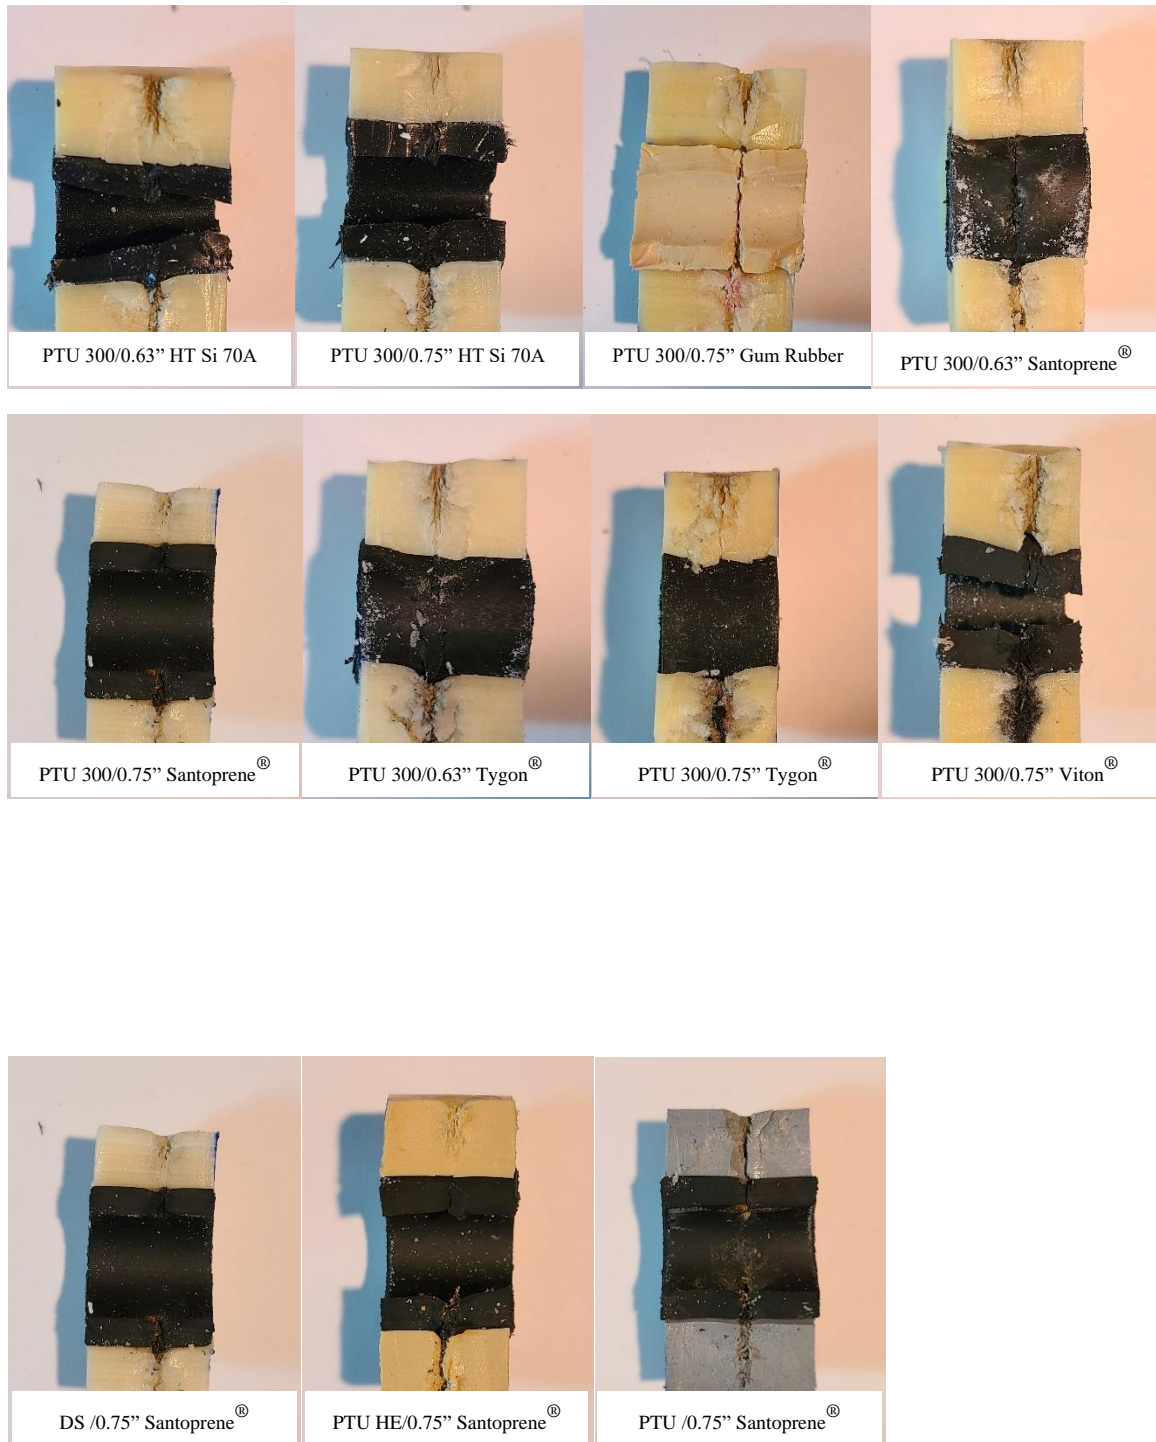 PTU 300/0.63” HT Si 70A
PTU 300/0.75” HT Si 70A
PTU 300/0.75” Gum Rubber
PTU 300/0.63” Santoprene®
PTU 300/0.75” Santoprene®
PTU 300/0.63” Tygon®
PTU 300/0.75” Tygon®
PTU 300/0.75” Viton®
DS /0.75” Santoprene®
PTU HE/0.75” Santoprene®
PTU /0.75” Santoprene®